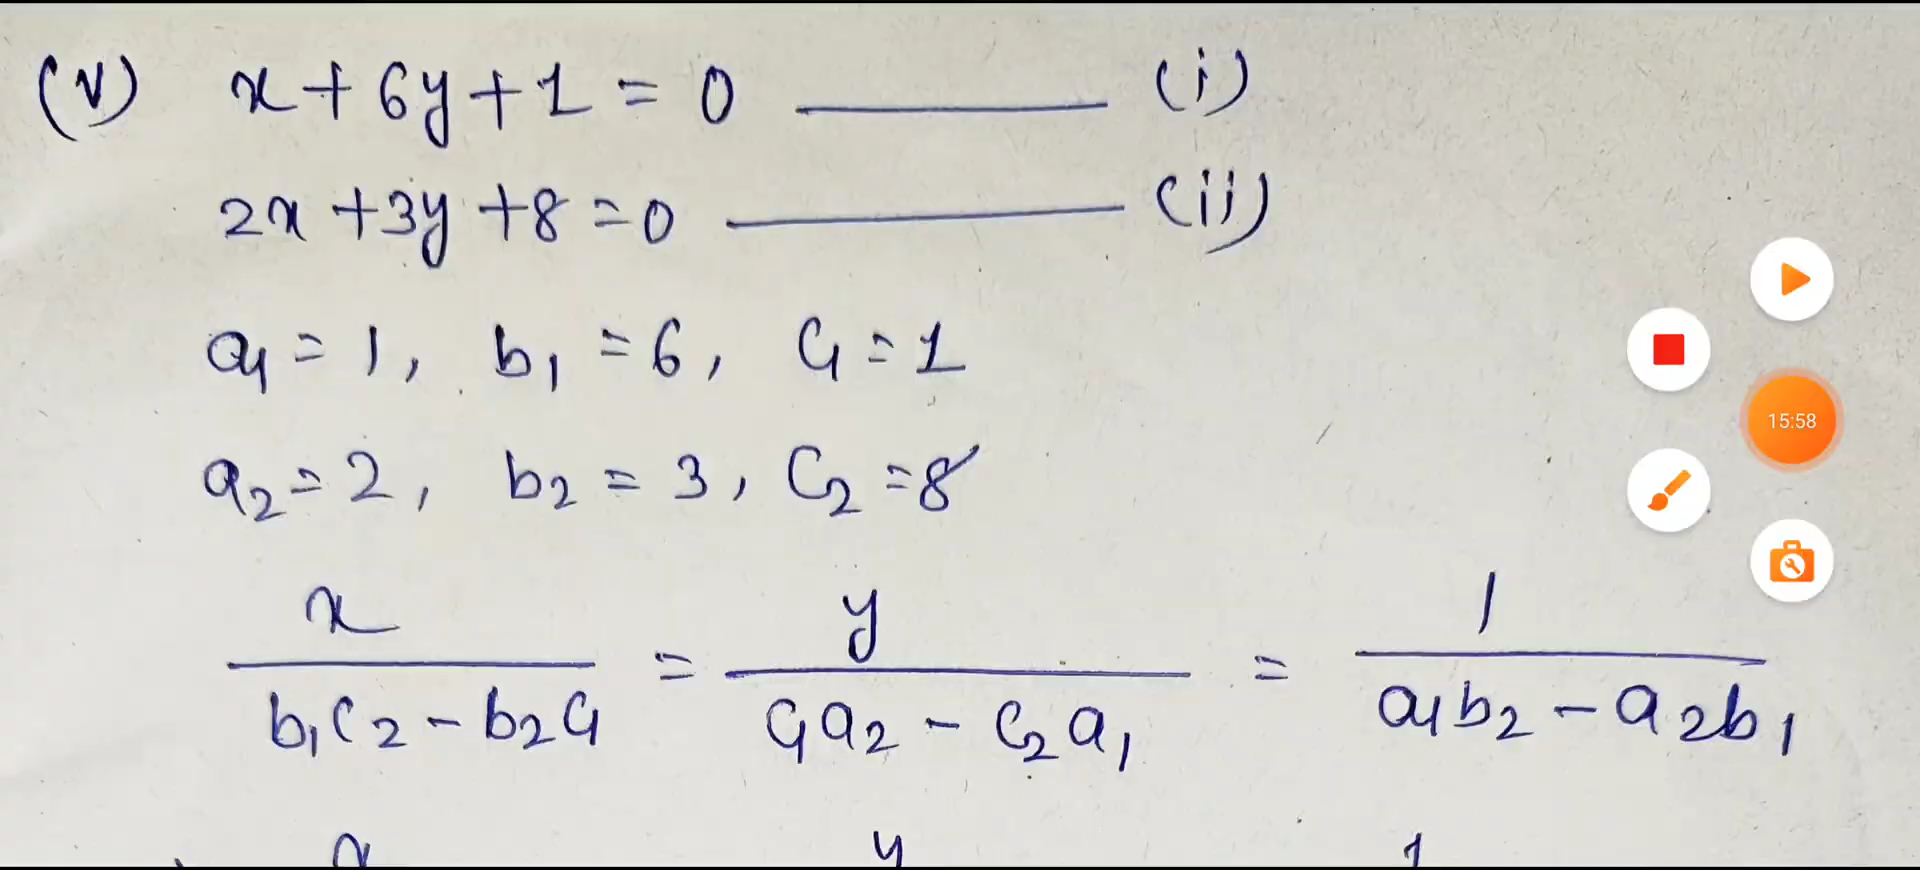 (v) x + 6y + 1 = 0 ——— (i)
2x + 3y + 8 = 0 ——— (ii)
a₁ = 1, b₁ = 6, c₁ = 1
a₂ = 2, b₂ = 3, c₂ = 8
15:58
x / (b₁c₂ - b₂c₁) = y / (c₁a₂ - c₂a₁) = 1 / (a₁b₂ - a₂b₁)
x y 1